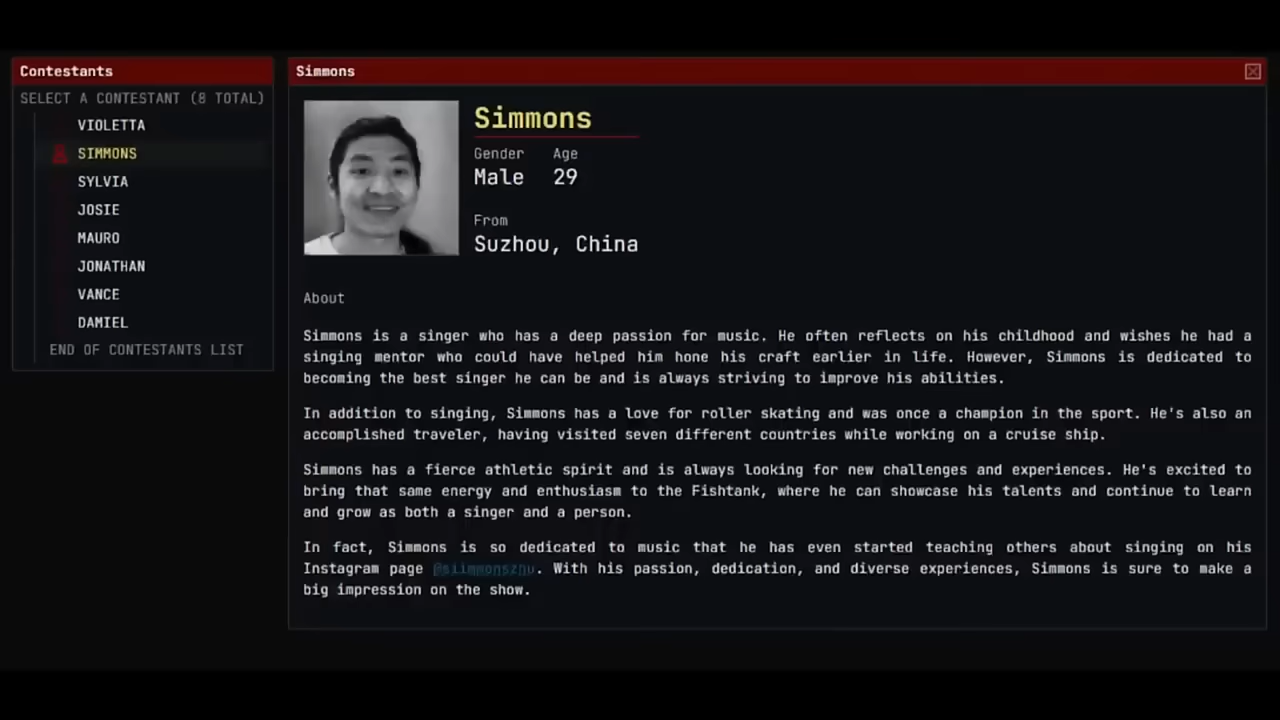 Contestants
SELECT A CONTESTANT (8 TOTAL)
VIOLETTA
SIMMONS
SYLVIA
JOSIE
MAURO
JONATHAN
VANCE
DAMIEL
END OF CONTESTANTS LIST
Simmons
Simmons
Gender Age
Male 29
From
Suzhou, China
About
Simmons is a singer who has a deep passion for music. He often reflects on his childhood and wishes he had a
singing mentor who could have helped him hone his craft earlier in life. However, Simmons is dedicated to
becoming the best singer he can be and is always striving to improve his abilities.
In addition to singing, Simmons has a love for roller skating and was once a champion in the sport. He's also an
accomplished traveler, having visited seven different countries while working on a cruise ship.
Simmons has a fierce athletic spirit and is always looking for new challenges and experiences. He's excited to
bring that same energy and enthusiasm to the Fishtank, where he can showcase his talents and continue to learn
and grow as both a singer and a person.
In fact, Simmons is so dedicated to music that he has even started teaching others about singing on his
Instagram page @siimmonszhu. With his passion, dedication, and diverse experiences, Simmons is sure to make a
big impression on the show.